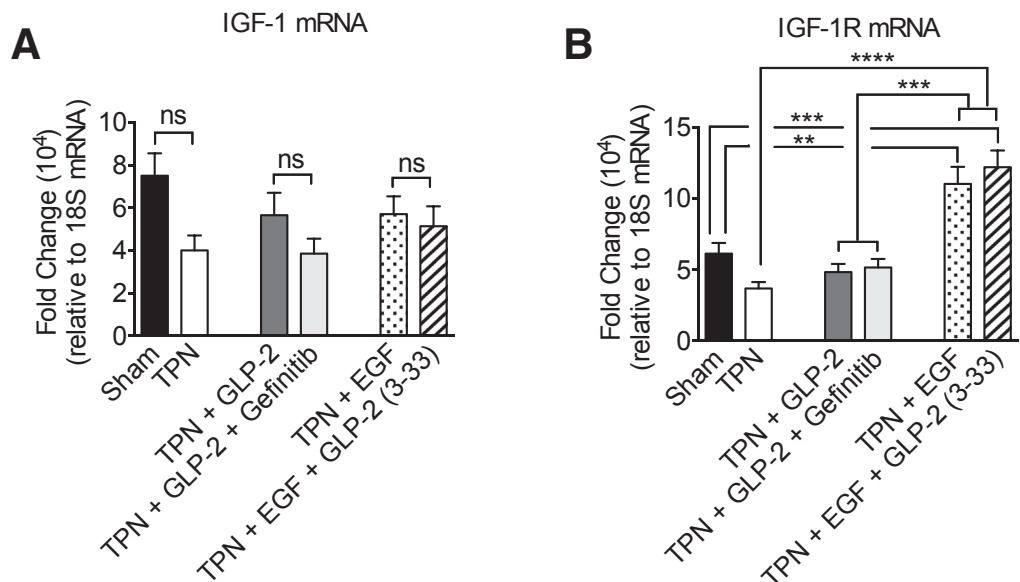 IGF-1 mRNA
A
Fold Change (10⁴)
(relative to 18S mRNA)
10
8
6
4
2
0
ns
ns
ns
Sham
TPN
TPN + GLP-2
TPN + GLP-2 + Gefinitib
TPN + EGF
TPN + EGF + GLP-2 (3-33)
IGF-1R mRNA
B
Fold Change (10⁴)
(relative to 18S mRNA)
15
10
5
0
****
***
***
**
Sham
TPN
TPN + GLP-2
TPN + GLP-2 + Gefinitib
TPN + EGF
TPN + EGF + GLP-2 (3-33)